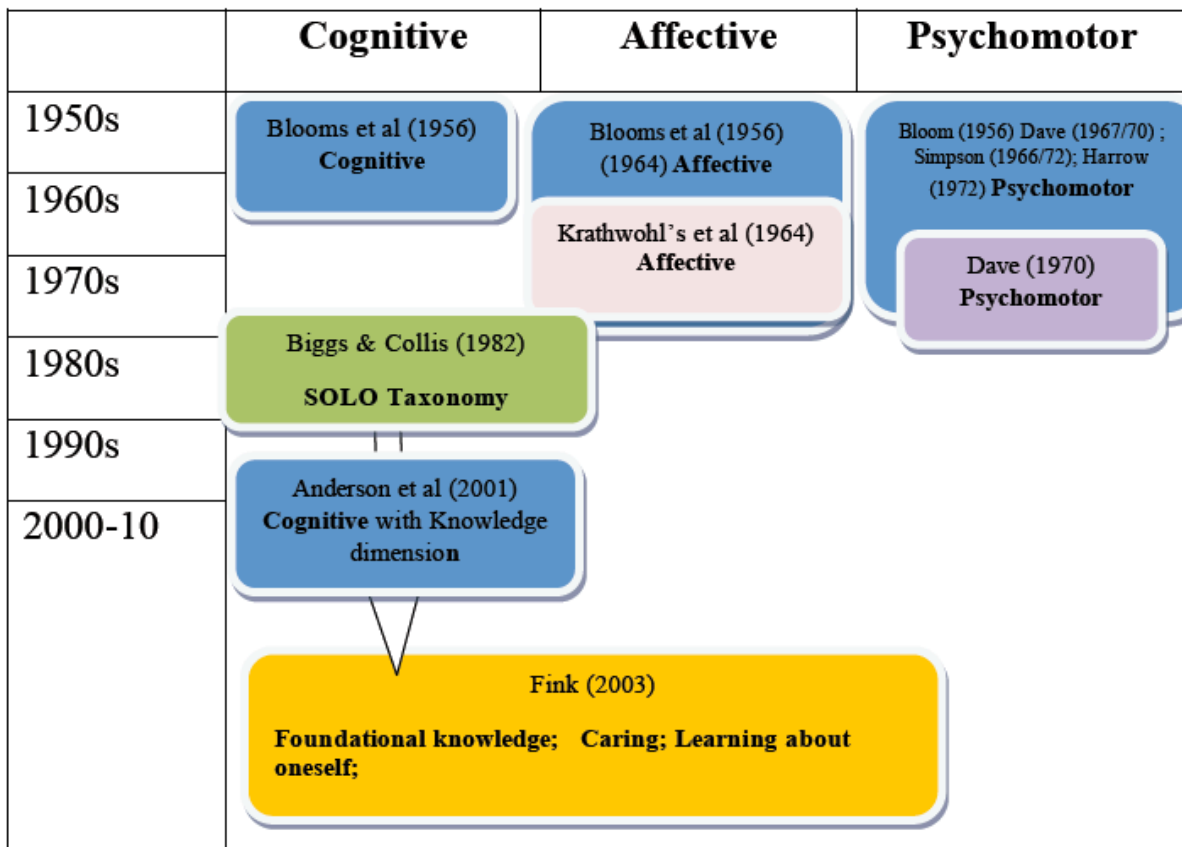 Cognitive Affective Psychomotor
1950s
Blooms et al (1956)
Cognitive
Blooms et al (1956)
(1964) Affective
Bloom (1956) Dave (1967/70) ;
Simpson (1966/72); Harrow
(1972) Psychomotor
1960s
Krathwohl’s et al (1964)
Affective
1970s
Dave (1970)
Psychomotor
1980s
Biggs & Collis (1982)
SOLO Taxonomy
1990s
Anderson et al (2001)
Cognitive with Knowledge
dimension
2000-10
Fink (2003)
Foundational knowledge; Caring; Learning about
oneself;